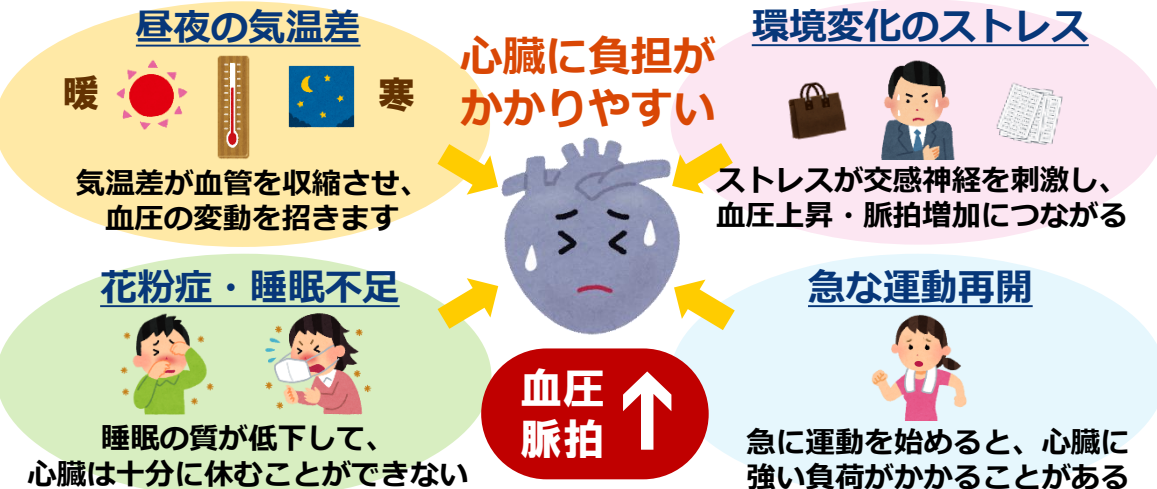 昼夜の気温差
暖
寒
気温差が血管を収縮させ、
血圧の変動を招きます
心臓に負担が
かかりやすい
環境変化のストレス
ストレスが交感神経を刺激し、
血圧上昇・脈拍増加につながる
花粉症・睡眠不足
睡眠の質が低下して、
心臓は十分に休むことができない
血圧
脈拍
急な運動再開
急に運動を始めると、心臓に
強い負荷がかかることがある